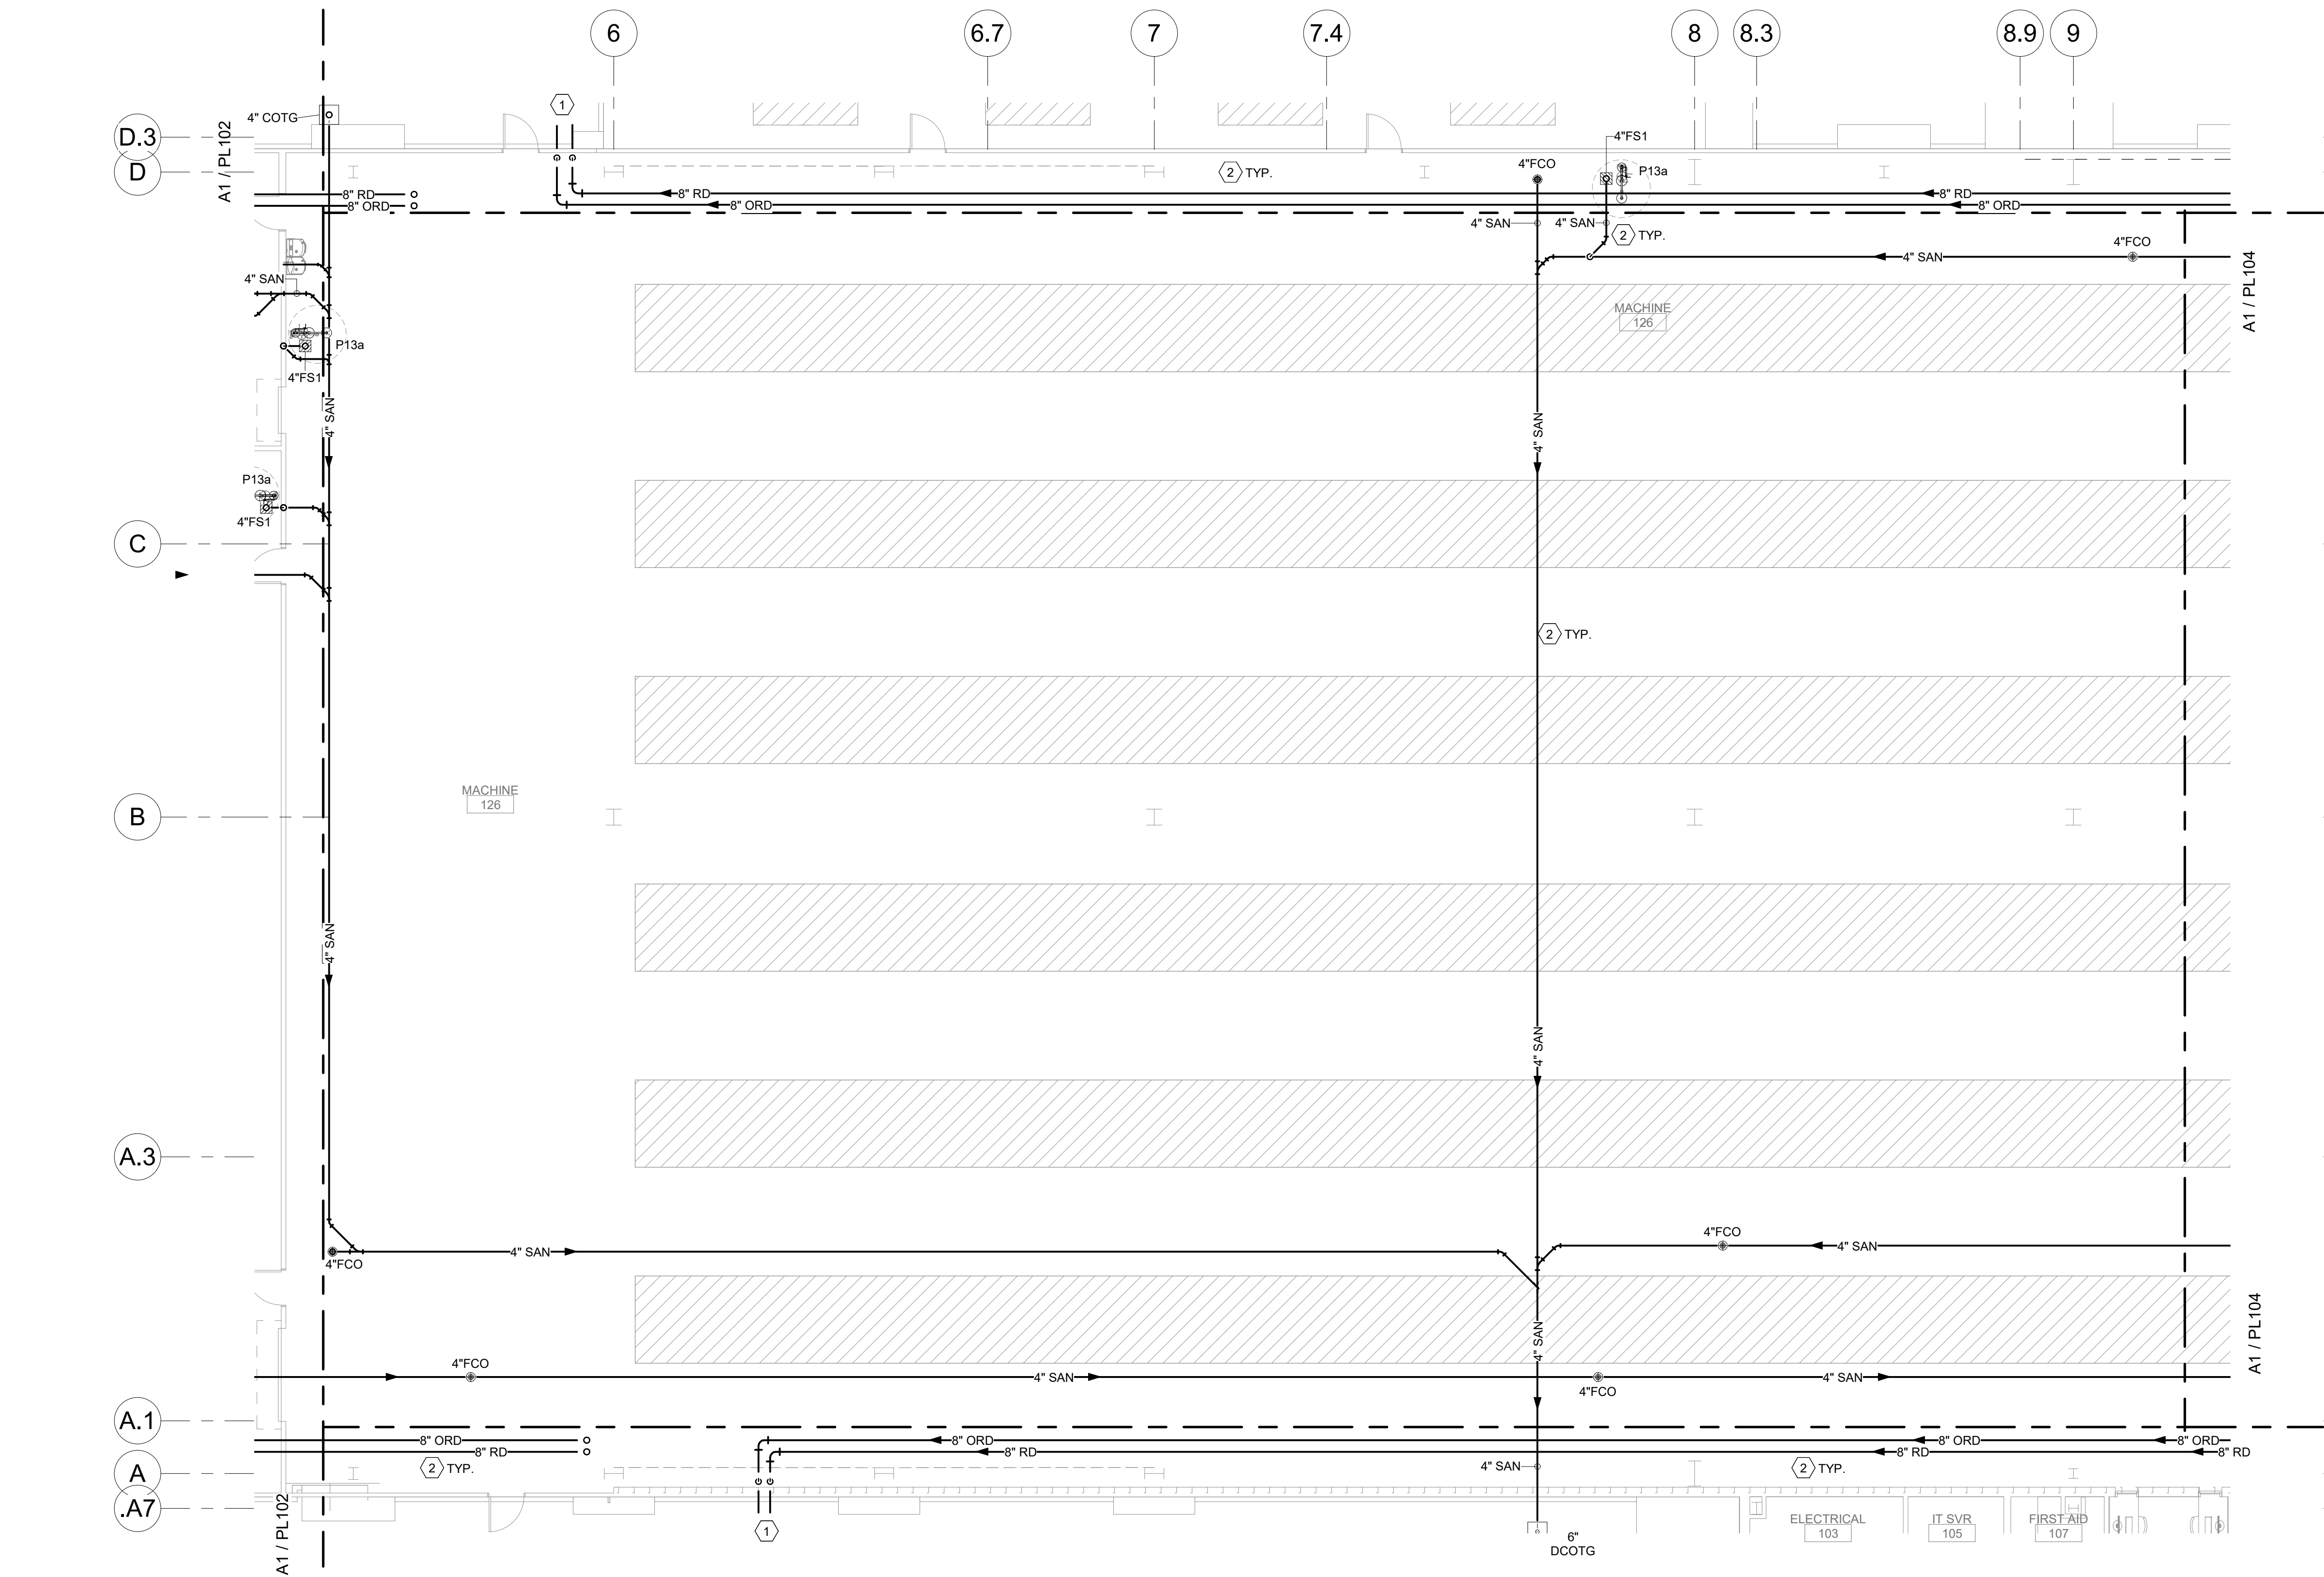 6
6.7
7
7.4
8
8.3
8.9
9
4" COTG
1
D.3
A1 / PL102
4"FS1
D
4"FCO
P13a
2 TYP.
8" RD
8" RD
8" RD
8" ORD
8" ORD
8" ORD
4" SAN
4" SAN
2 TYP.
4"FCO
4" SAN
A1 / PL104
4" SAN
MACHINE
126
P13a
4"FS1
4" SAN
4" SAN
P13a
4"FS1
C
2 TYP.
MACHINE
126
B
4" SAN
4" SAN
A.3
4"FCO
4" SAN
4" SAN
4"FCO
4" SAN
A1 / PL104
4"FCO
4" SAN
4" SAN
4"FCO
A.1
8" ORD
8" ORD
8" ORD
8" ORD
8" RD
8" RD
8" RD
8" RD
A
2 TYP.
4" SAN
2 TYP.
.A7
A1 / PL102
1
6"
DCOTG
ELECTRICAL
103
IT SVR
105
FIRST AID
107